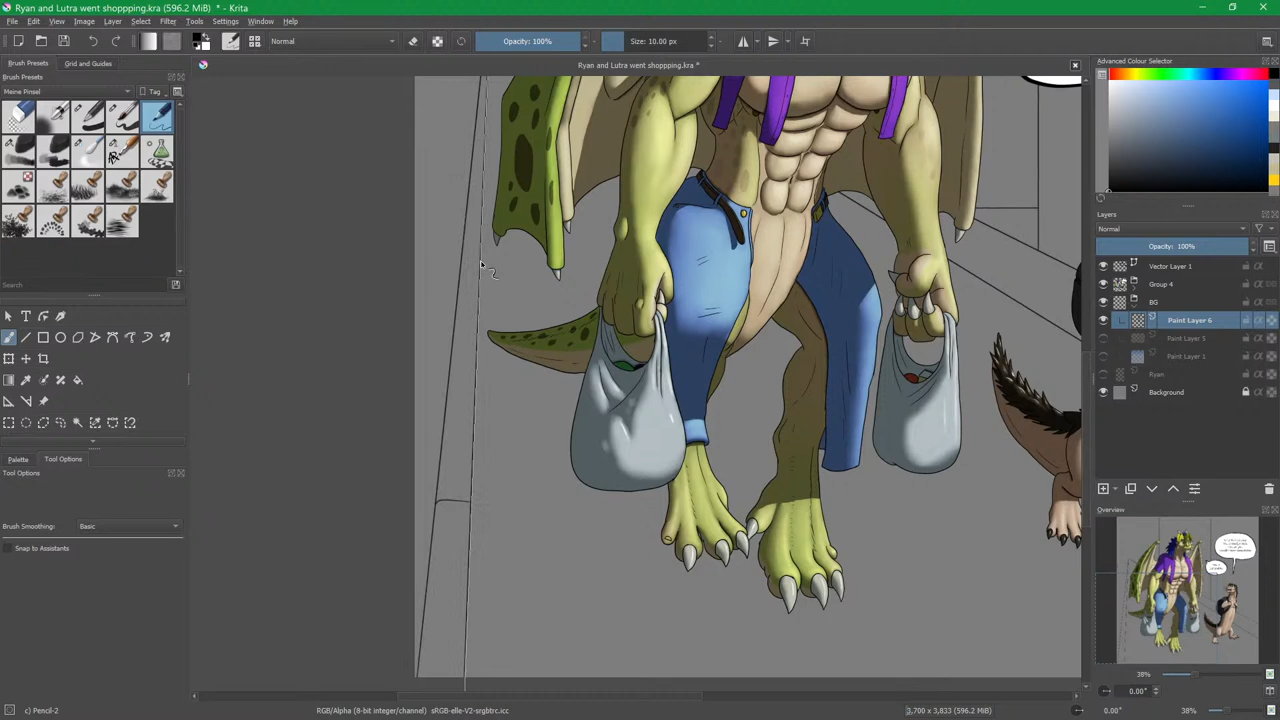 Ryan and Lutra went shoppping.kra (596.2 MiB) * - Krita
File Edit View Image Layer Select Filter Tools Settings Window Help
Normal
Opacity: 100%
Size: 10.00 px
Brush Presets Grid and Guides
Brush Presets
Meine Pinsel
Tag
Search
Palette Tool Options
Tool Options
Brush Smoothing: Basic
Snap to Assistants
Ryan and Lutra went shoppping.kra *
Advanced Colour Selector
Layers
Normal
Opacity: 100%
Vector Layer 1
Group 4
BG
Paint Layer 6
Paint Layer 5
Paint Layer 1
Ryan
Background
Overview
38%
0.00°
c) Pencil-2
RGB/Alpha (8-bit integer/channel) sRGB-elle-V2-srgbtrc.icc
3,700 x 3,833 (596.2 MiB)
0.00°
38%